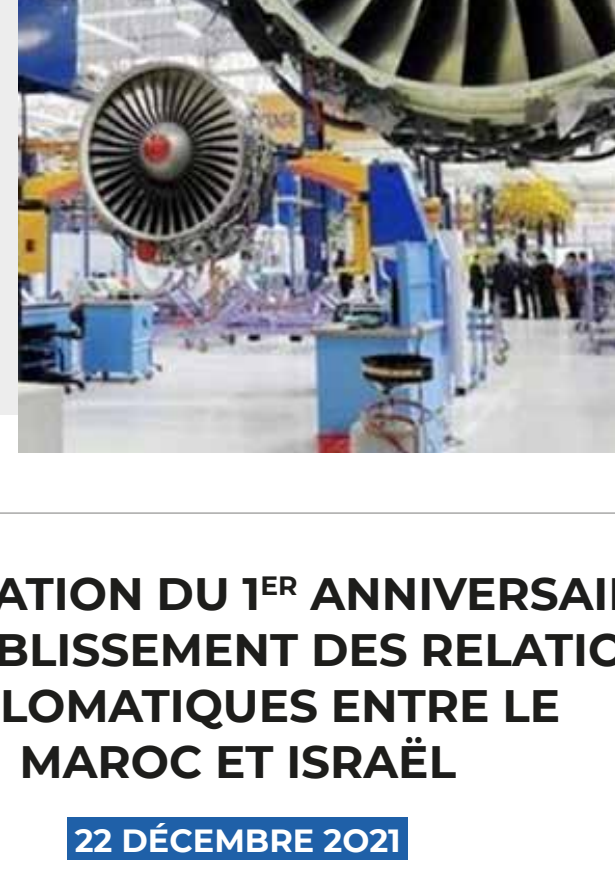 ATION DU 1ER ANNIVERSAI
BLISSEMENT DES RELATIO
LOMATIQUES ENTRE LE
MAROC ET ISRAËL
22 DÉCEMBRE 2021